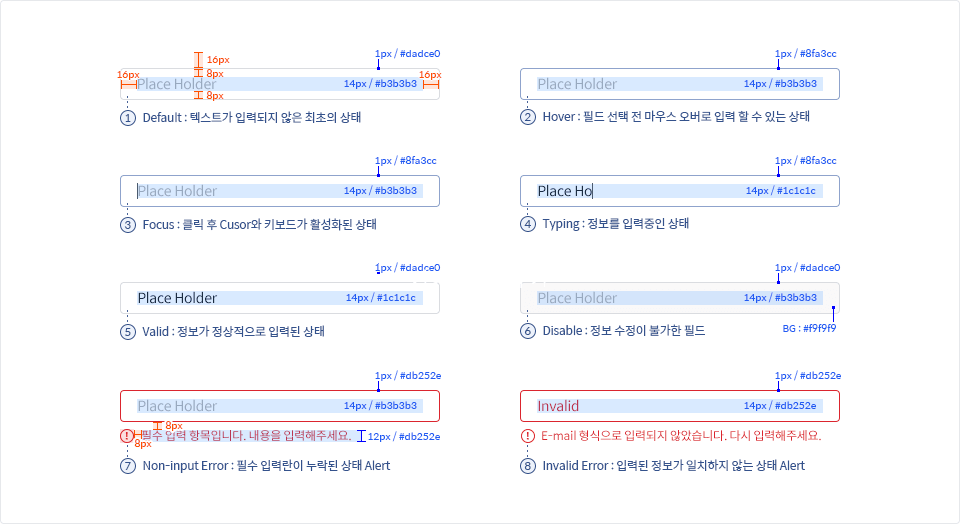 1px / #dadce0
16px
8px
16px
Place Holder
14px / #b3b3b3
16px
8px
1 Default : 텍스트가 입력되지 않은 최초의 상태
1px / #8fa3cc
Place Holder
14px / #b3b3b3
2 Hover : 필드 선택 전 마우스 오버로 입력 할 수 있는 상태
1px / #8fa3cc
Place Holder
14px / #b3b3b3
3 Focus : 클릭 후 Cusor와 키보드가 활성화된 상태
1px / #8fa3cc
Place Ho
14px / #1c1c1c
4 Typing : 정보를 입력중인 상태
1px / #dadce0
Place Holder
14px / #1c1c1c
5 Valid : 정보가 정상적으로 입력된 상태
1px / #dadce0
Place Holder
14px / #b3b3b3
BG : #f9f9f9
6 Disable : 정보 수정이 불가한 필드
1px / #db252e
Place Holder
14px / #b3b3b3
8px
! 필수 입력 항목입니다. 내용을 입력해주세요.
12px / #db252e
8px
7 Non-input Error : 필수 입력란이 누락된 상태 Alert
1px / #db252e
Invalid
14px / #db252e
! E-mail 형식으로 입력되지 않았습니다. 다시 입력해주세요.
8 Invalid Error : 입력된 정보가 일치하지 않는 상태 Alert